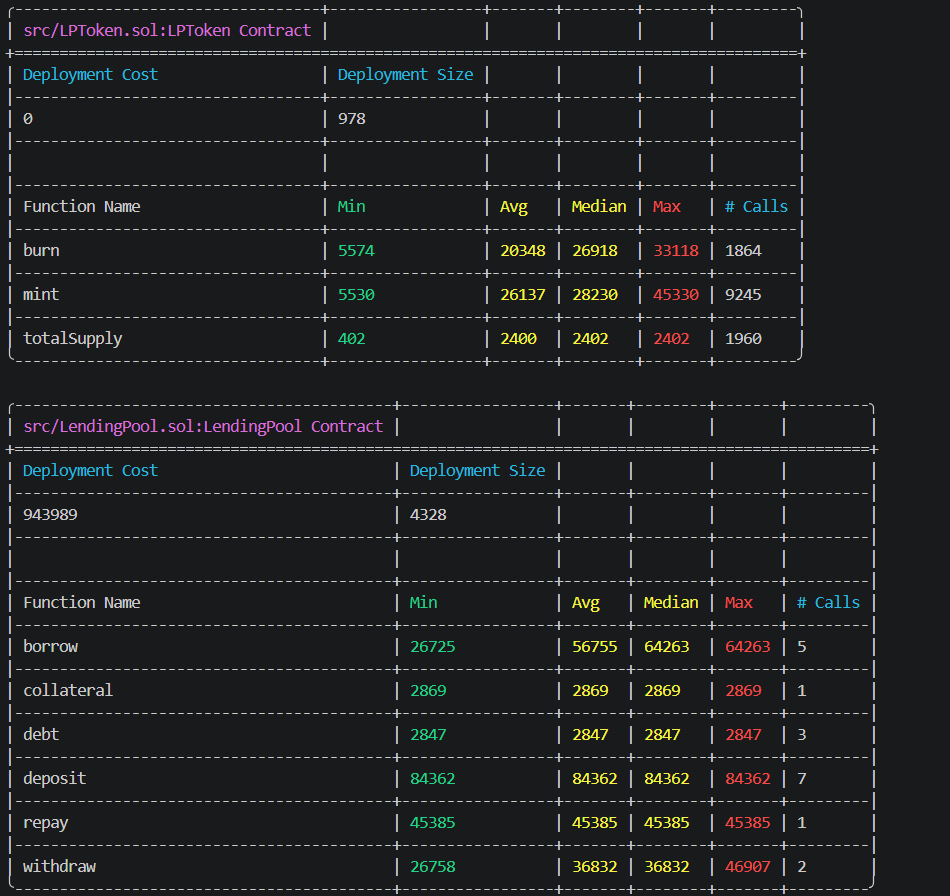 src/LPToken.sol:LPToken Contract
Deployment Cost | Deployment Size
0 | 978
Function Name | Min | Avg | Median | Max | # Calls
burn | 5574 | 20348 | 26918 | 33118 | 1864
mint | 5530 | 26137 | 28230 | 45330 | 9245
totalSupply | 402 | 2400 | 2402 | 2402 | 1960
src/LendingPool.sol:LendingPool Contract
Deployment Cost | Deployment Size
943989 | 4328
Function Name | Min | Avg | Median | Max | # Calls
borrow | 26725 | 56755 | 64263 | 64263 | 5
collateral | 2869 | 2869 | 2869 | 2869 | 1
debt | 2847 | 2847 | 2847 | 2847 | 3
deposit | 84362 | 84362 | 84362 | 84362 | 7
repay | 45385 | 45385 | 45385 | 45385 | 1
withdraw | 26758 | 36832 | 36832 | 46907 | 2